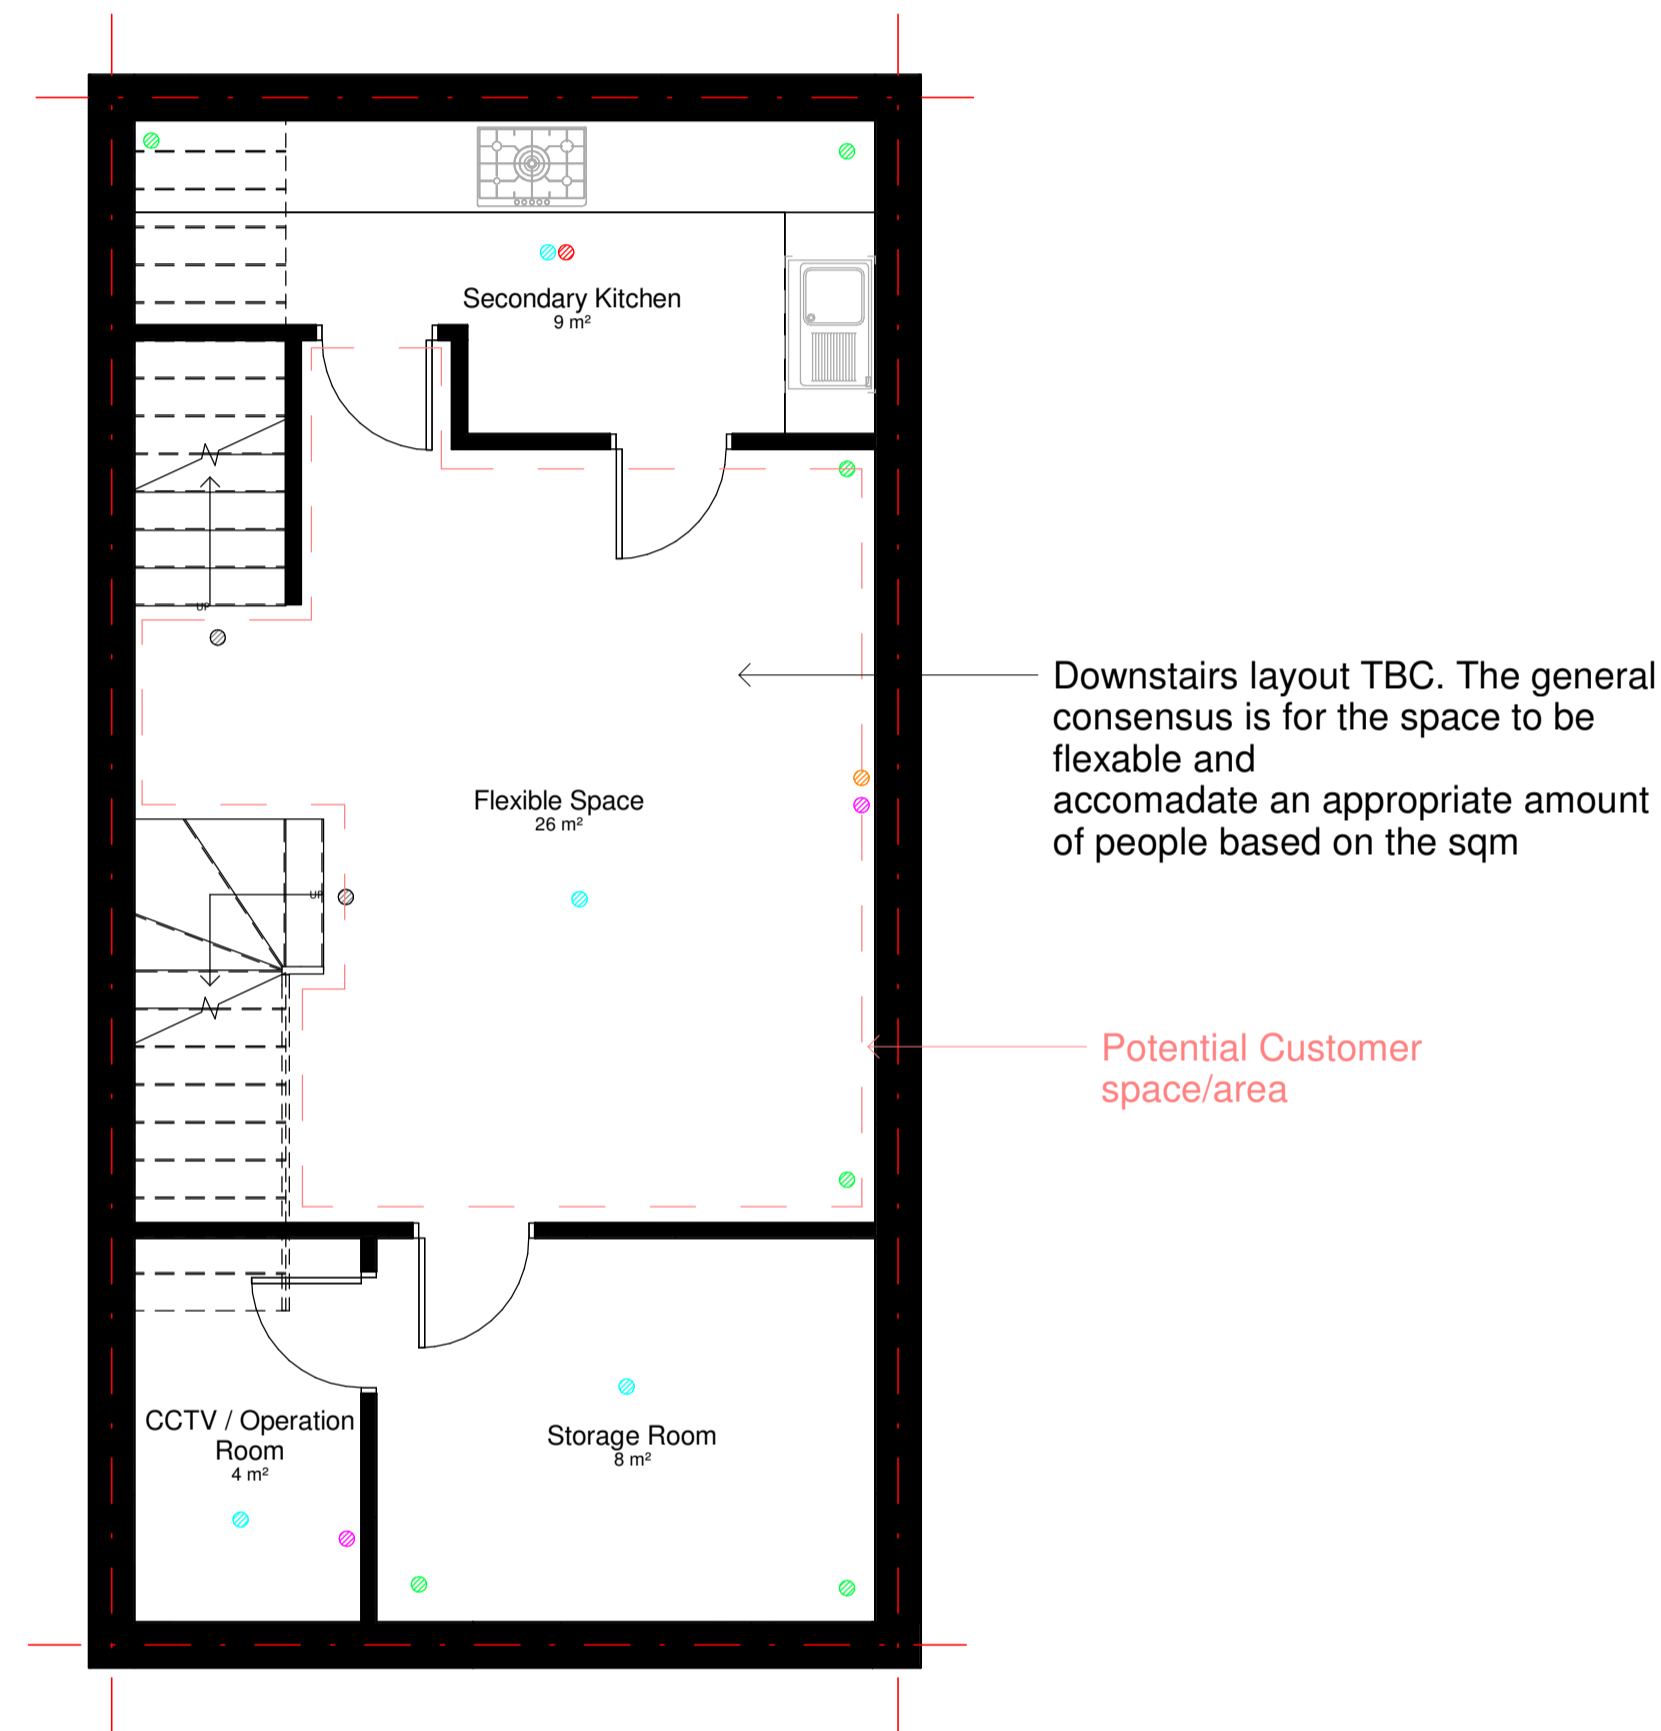 Secondary Kitchen
9 m²
UP
Downstairs layout TBC. The general
consensus is for the space to be
flexable and
accomadate an appropriate amount
of people based on the sqm
Flexible Space
26 m²
UP
Potential Customer
space/area
CCTV / Operation
Room
4 m²
Storage Room
8 m²